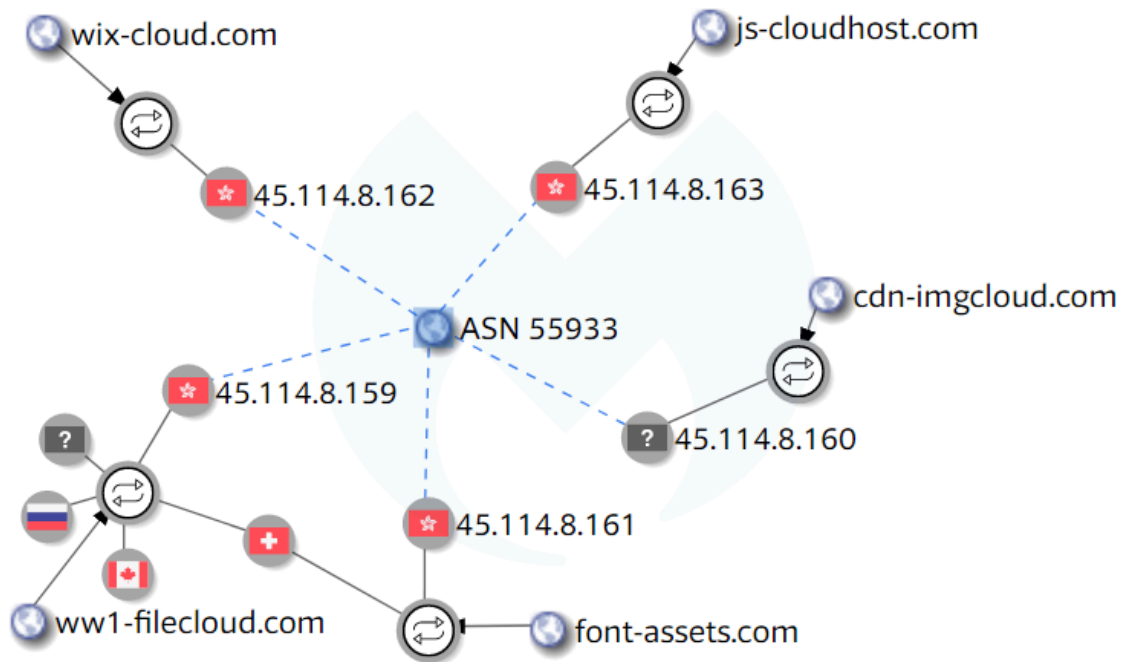 wix-cloud.com
js-cloudhost.com
45.114.8.162
45.114.8.163
cdn-imgcloud.com
ASN 55933
45.114.8.159
?
45.114.8.160
?
45.114.8.161
ww1-filecloud.com
font-assets.com